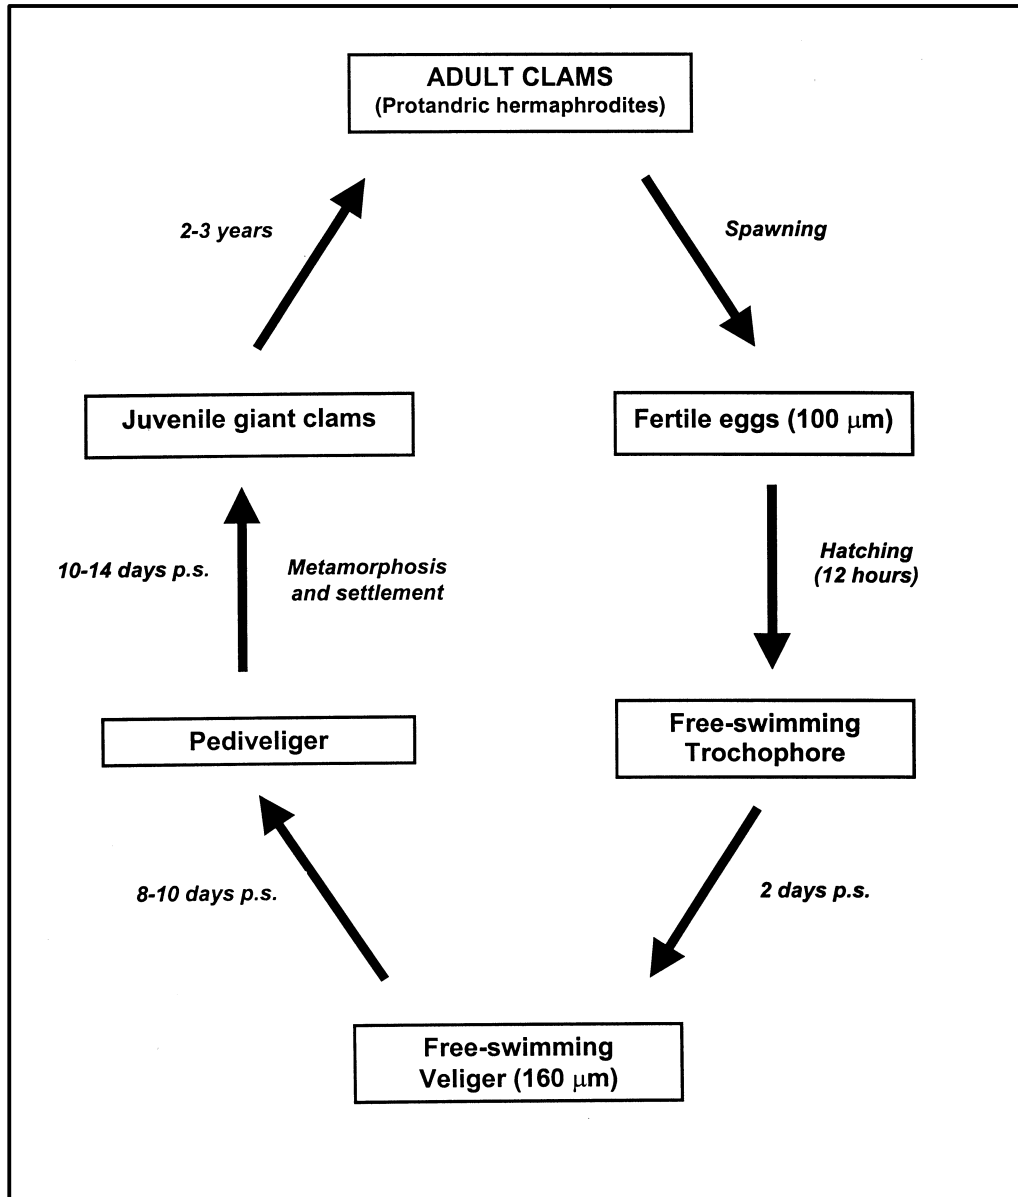 ADULT CLAMS
(Protandric hermaphrodites)
2-3 years
Spawning
Juvenile giant clams
Fertile eggs (100 μm)
10-14 days p.s.
Metamorphosis
and settlement
Hatching
(12 hours)
Pediveliger
Free-swimming
Trochophore
8-10 days p.s.
2 days p.s.
Free-swimming
Veliger (160 μm)